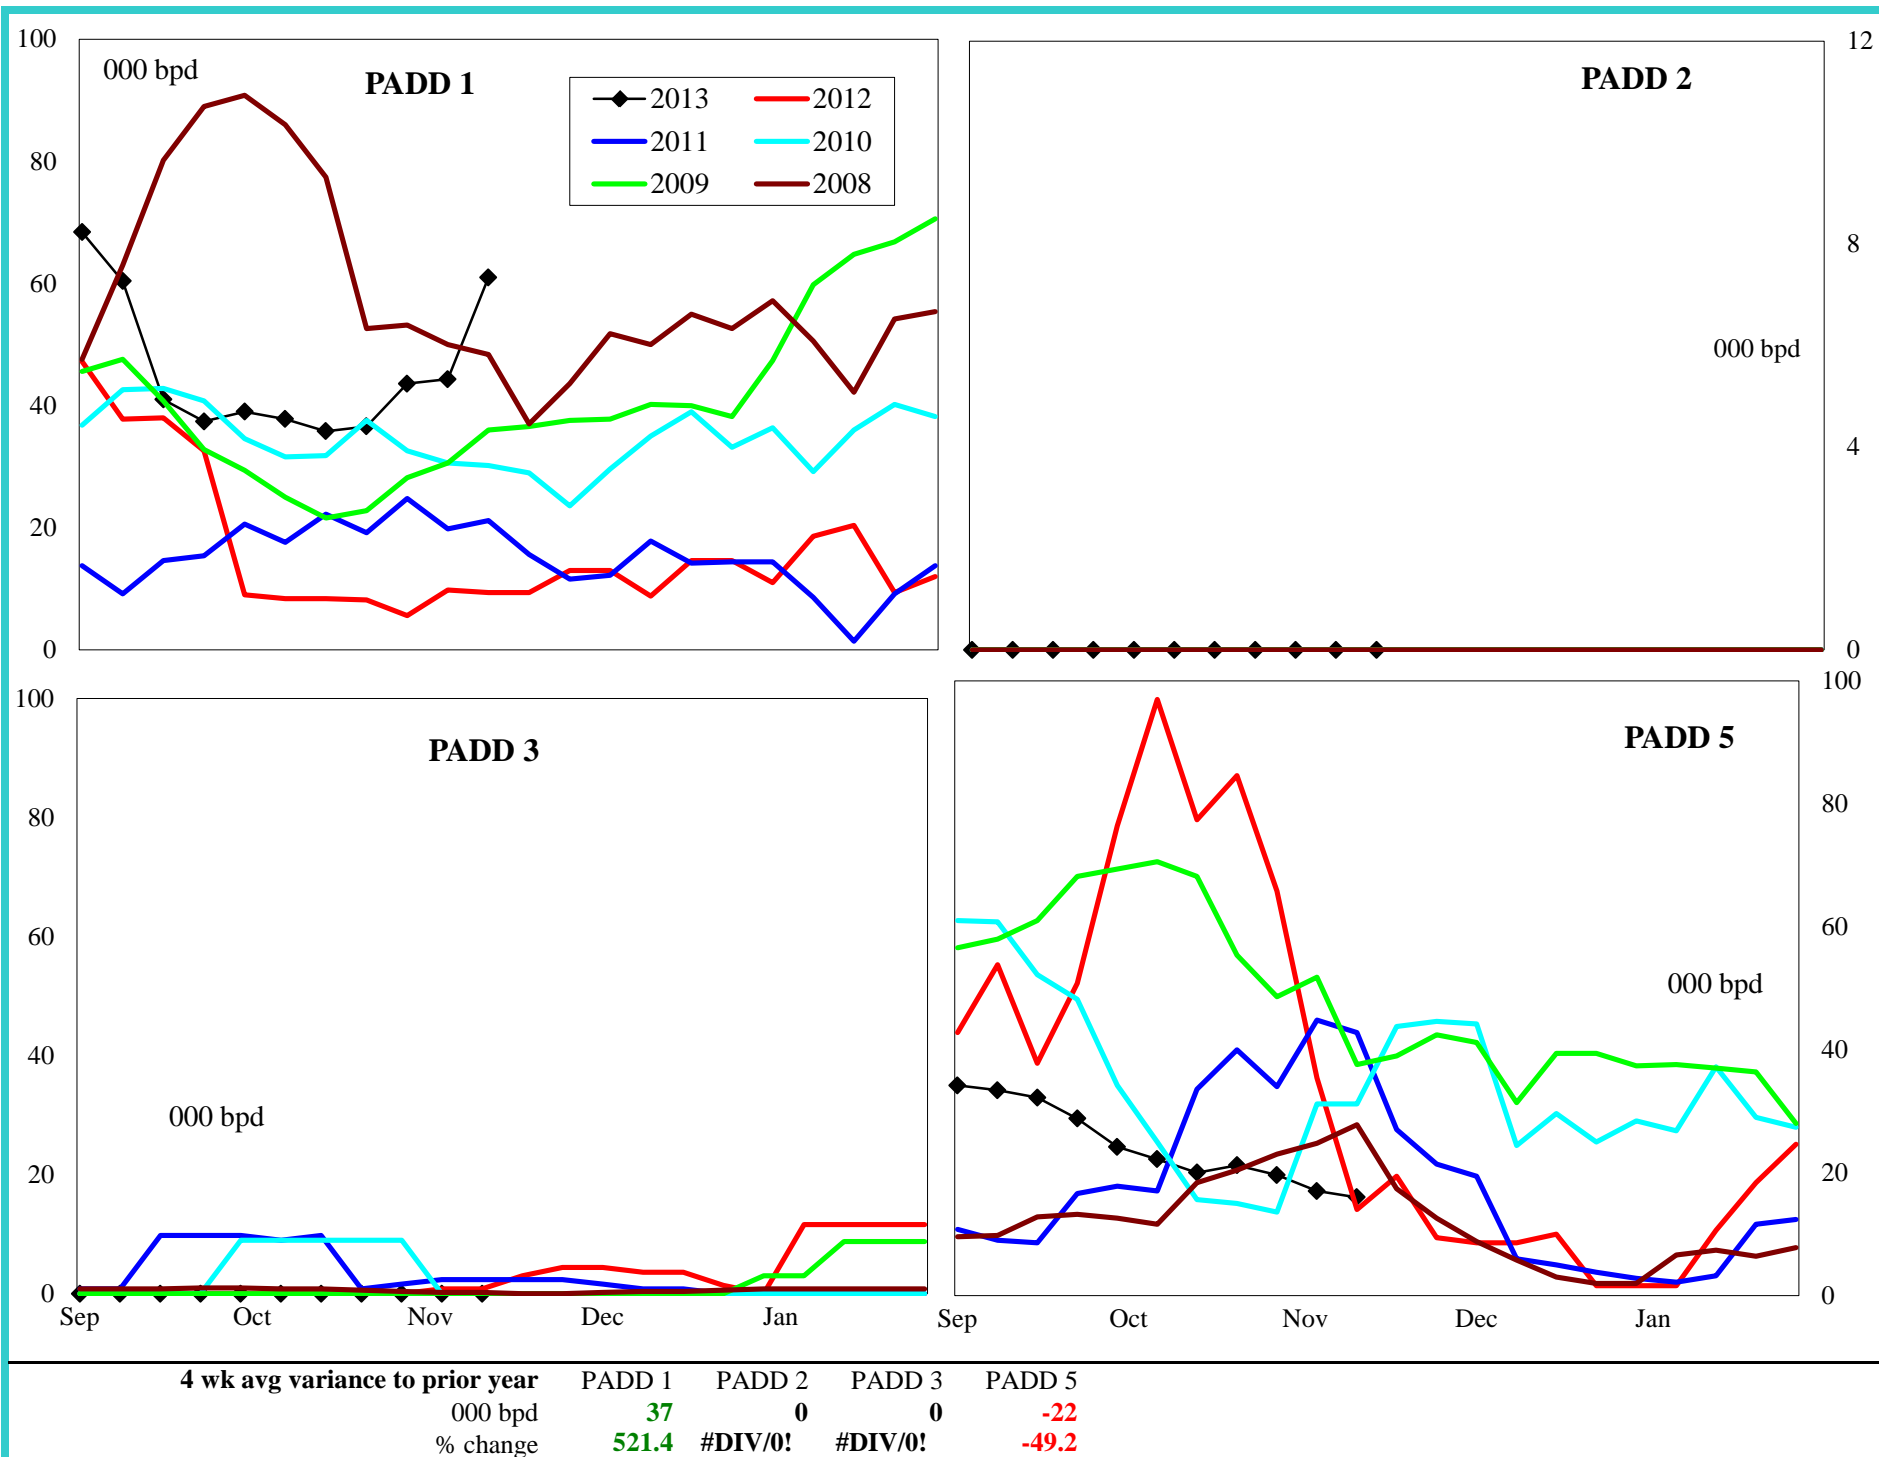 100
80
60
40
20
0
000 bpd
PADD 1
2013
2012
2011
2010
2009
2008
PADD 2
12
8
4
0
000 bpd
100
80
60
40
20
0
PADD 3
000 bpd
Sep Oct Nov Dec Jan
PADD 5
100
80
60
40
20
0
000 bpd
Sep Oct Nov Dec Jan
4 wk avg variance to prior year PADD 1 PADD 2 PADD 3 PADD 5
000 bpd 37 0 0 -22
% change 521.4 #DIV/0! #DIV/0! -49.2